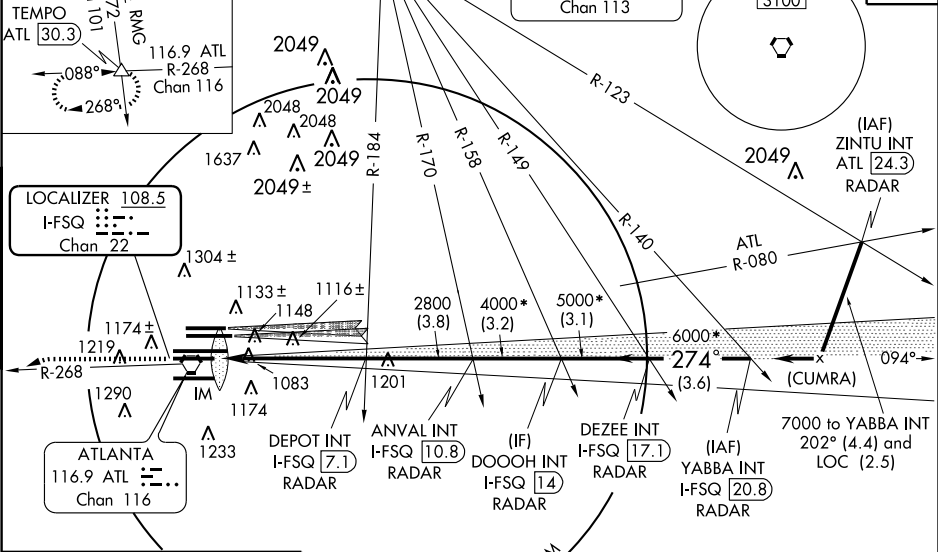 Chan 113
3100
TEMPO
ATL 30.3
RMG
72
101
116.9 ATL
R-268
Chan 116
088°
268°
2049
2049
2048
2048
2049
1637
2049±
R-184
R-170
R-158
R-149
R-140
R-123
2049
(IAF)
ZINTU INT
ATL 24.3
RADAR
LOCALIZER 108.5
I-FSQ
Chan 22
ATL
R-080
1304±
1133±
1148
1116±
1174±
1219
2800
(3.8)
4000*
(3.2)
5000*
(3.1)
6000*
274°
(3.6)
094°
(CUMRA)
x
R-268
1290
IM
1083
1174
1201
1233
7000 to YABBA INT
202° (4.4) and
LOC (2.5)
ATLANTA
116.9 ATL
Chan 116
DEPOT INT
I-FSQ 7.1
RADAR
ANVAL INT
I-FSQ 10.8
RADAR
(IF)
DOOOH INT
I-FSQ 14
RADAR
DEZEE INT
I-FSQ 17.1
RADAR
(IAF)
YABBA INT
I-FSQ 20.8
RADAR